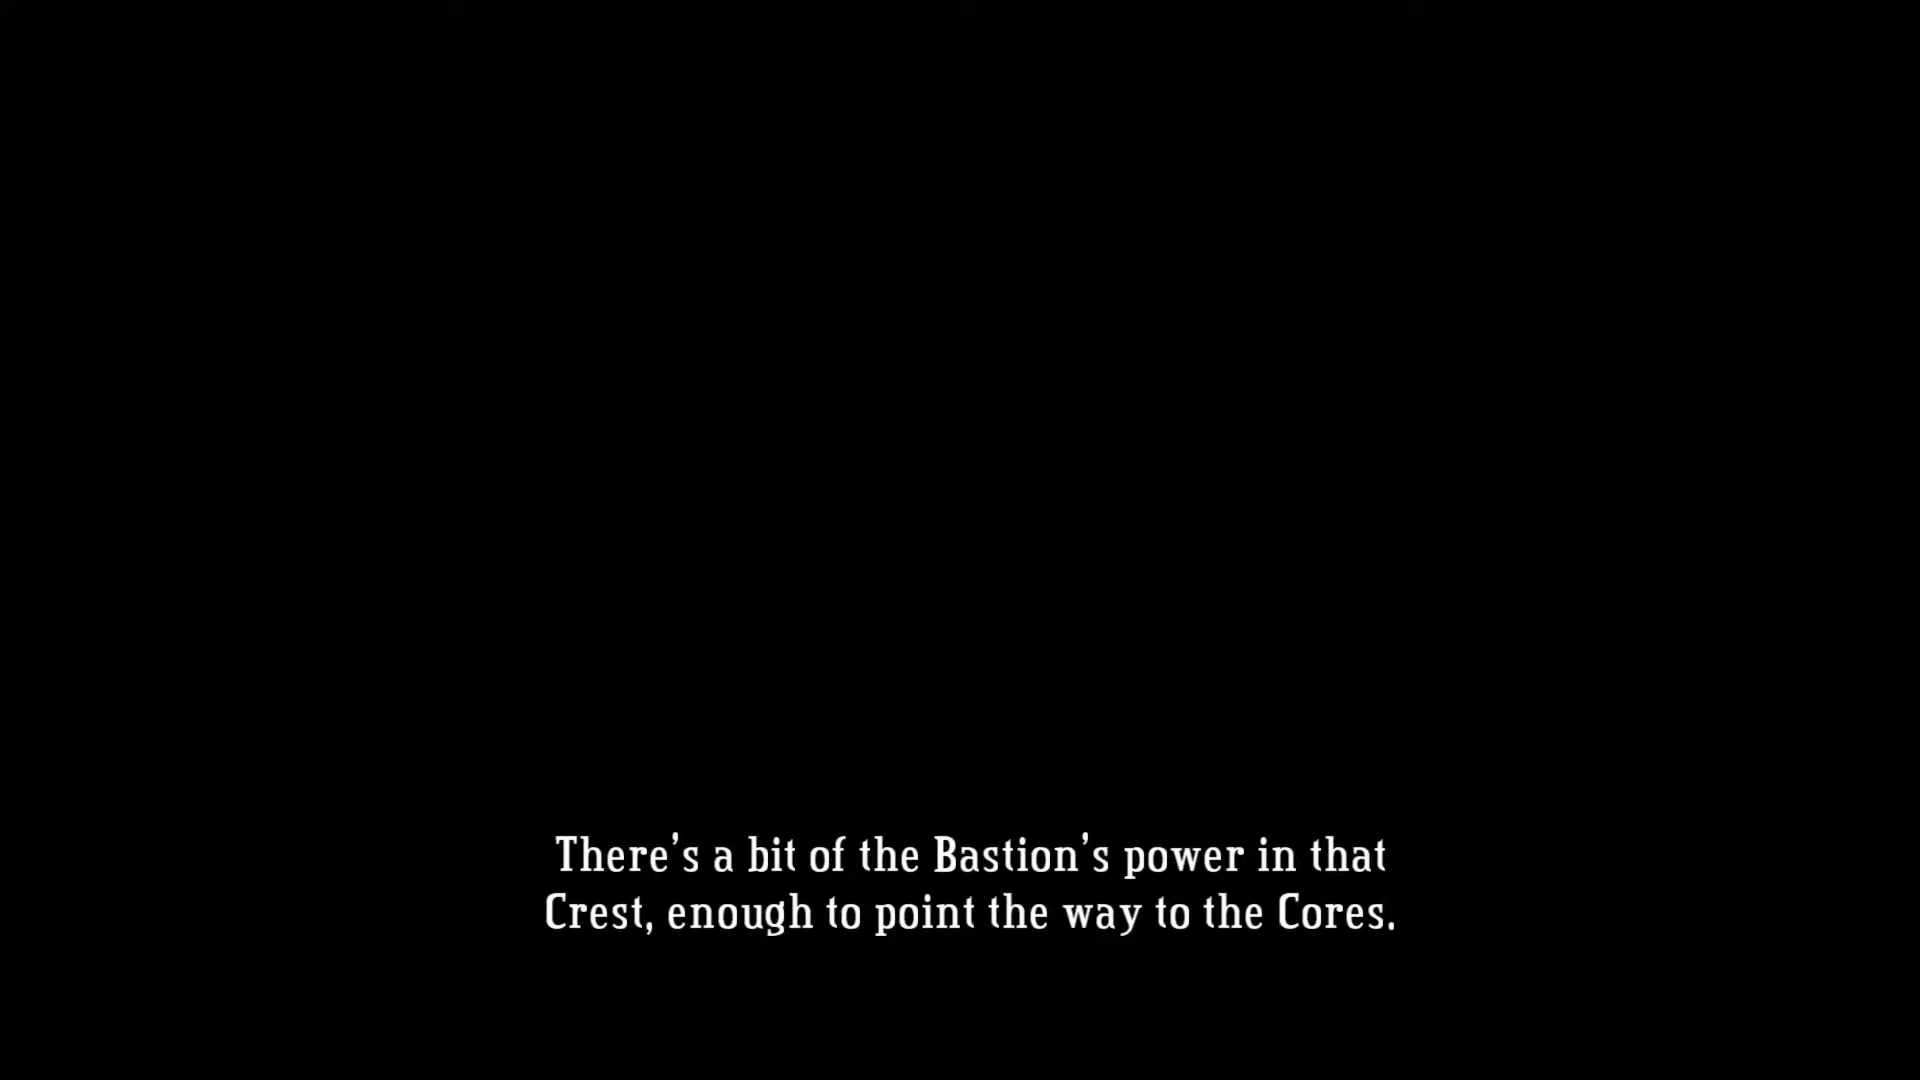 There’s a bit of the Bastion’s power in that
Crest, enough to point the way to the Cores.